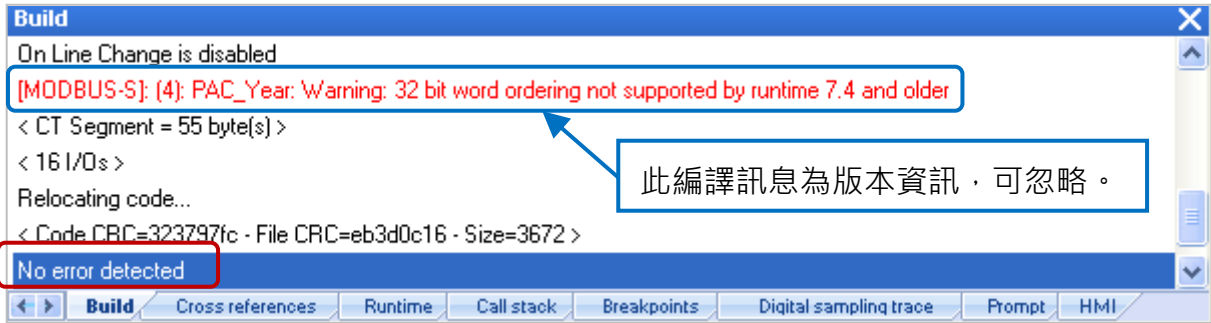 Build
On Line Change is disabled
[MODBUS-S]: (4): PAC_Year: Warning: 32 bit word ordering not supported by runtime 7.4 and older
< CT Segment = 55 byte(s) >
< 16 I/Os >
此編譯訊息為版本資訊，可忽略。
Relocating code...
< Code CRC=323797fc - File CRC=eb3d0c16 - Size=3672 >
No error detected
Build Cross references Runtime Call stack Breakpoints Digital sampling trace Prompt HMI